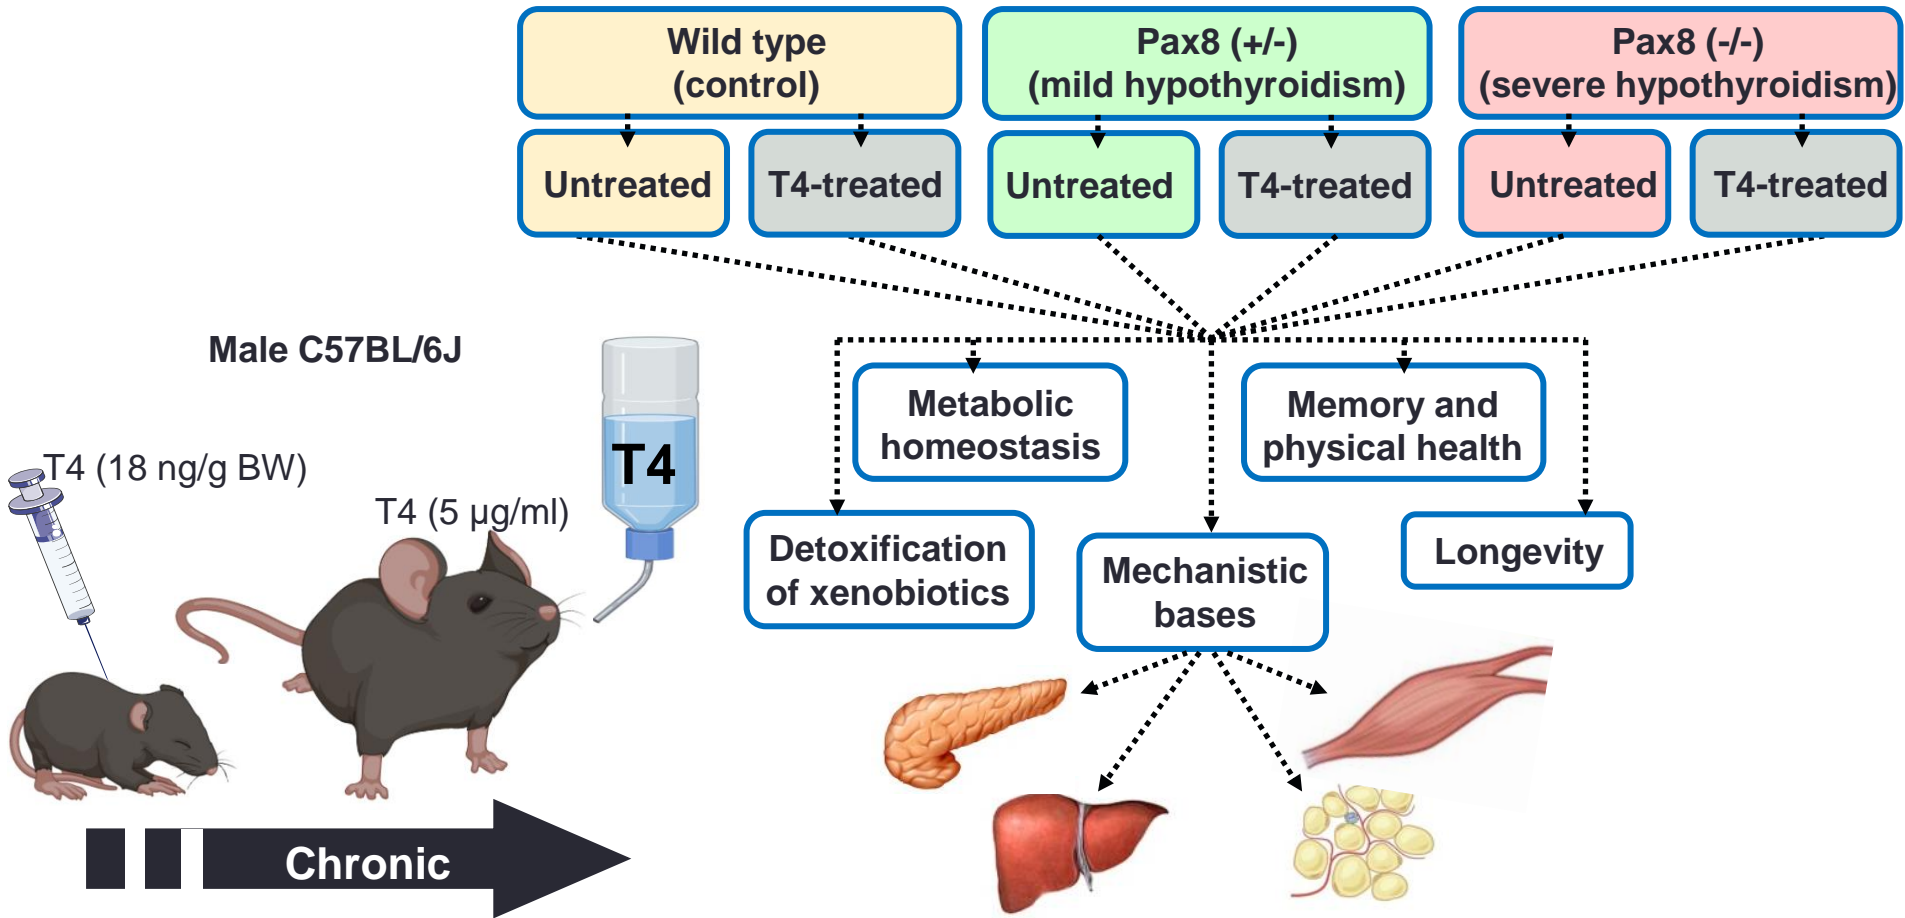 Wild type
(control)
Pax8 (+/-)
(mild hypothyroidism)
Pax8 (-/-)
(severe hypothyroidism)
Untreated
T4-treated
Untreated
T4-treated
Untreated
T4-treated
Male C57BL/6J
T4 (18 ng/g BW)
T4 (5 µg/ml)
T4
Metabolic
homeostasis
Memory and
physical health
Detoxification
of xenobiotics
Mechanistic
bases
Longevity
Chronic